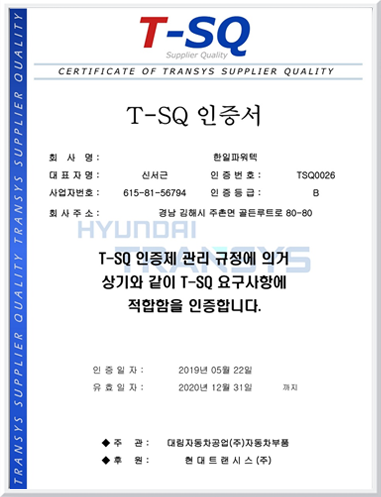 T-SQ
Supplier Quality
CERTIFICATE OF TRANSYS SUPPLIER QUALITY
T-SQ 인증서
회 사 명 : 한일파워텍
대 표 자 명 : 신서근 인 증 번 호 : TSQ0026
사업자번호 : 615-81-56794 인 증 등 급 : B
회 사 주 소 : 경남 김해시 주촌면 골든루트로 80-80
HYUNDAI
TRANSYS
T-SQ 인증제 관리 규정에 의거
상기와 같이 T-SQ 요구사항에
적합함을 인증합니다.
인 증 일 자 : 2019년 05월 22일
유 효 일 자 : 2020년 12월 31일 까지
◆ 주 관 : 대림자동차공업(주)자동차부품
◆ 후 원 : 현 대 트 랜 시 스 (주)
TRANSYS SUPPLIER QUALITY TRANSYS SUPPLIER QUALITY TRANSYS SUPPLIER QUALITY